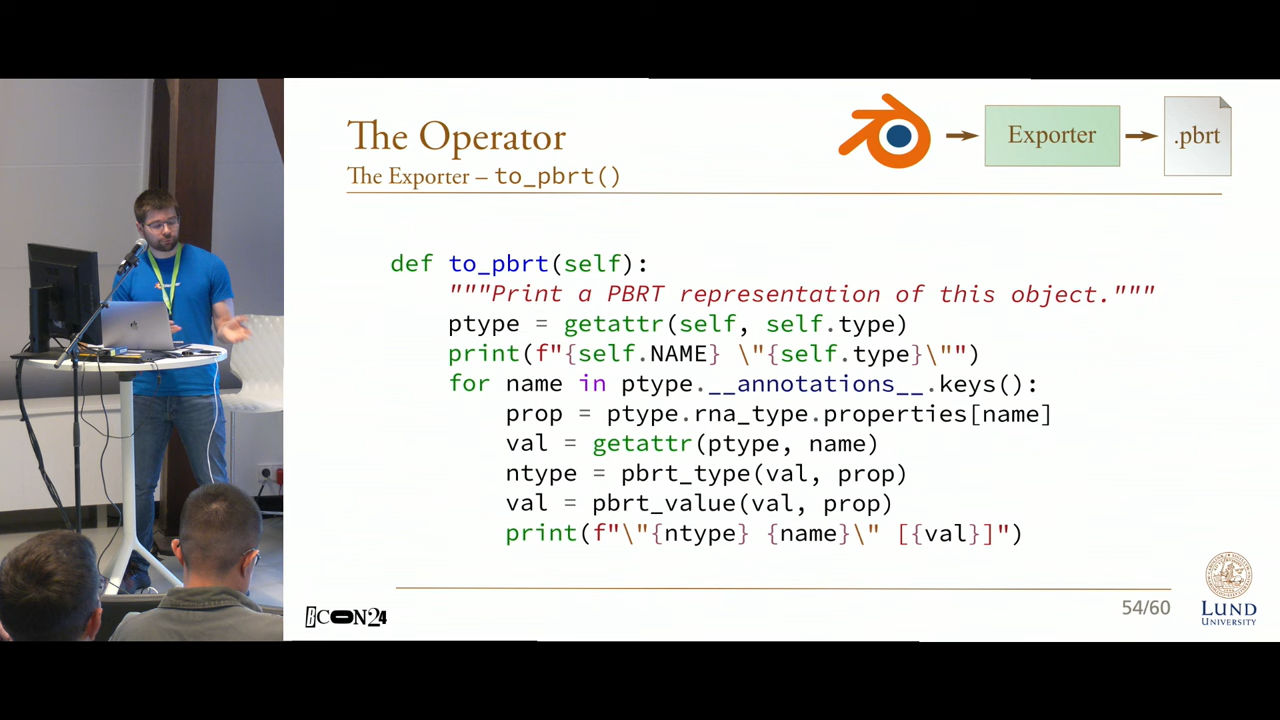 The Operator
The Exporter – to_pbrt()
Exporter
.pbrt
def to_pbrt(self):
"""Print a PBRT representation of this object."""
ptype = getattr(self, self.type)
print(f"{self.NAME} \"{self.type}\"")
for name in ptype.__annotations__.keys():
prop = ptype.rna_type.properties[name]
val = getattr(ptype, name)
ntype = pbrt_type(val, prop)
val = pbrt_value(val, prop)
print(f"\"{ntype} {name}\" [{val}]")
BCON24
54/60
LUND
UNIVERSITY